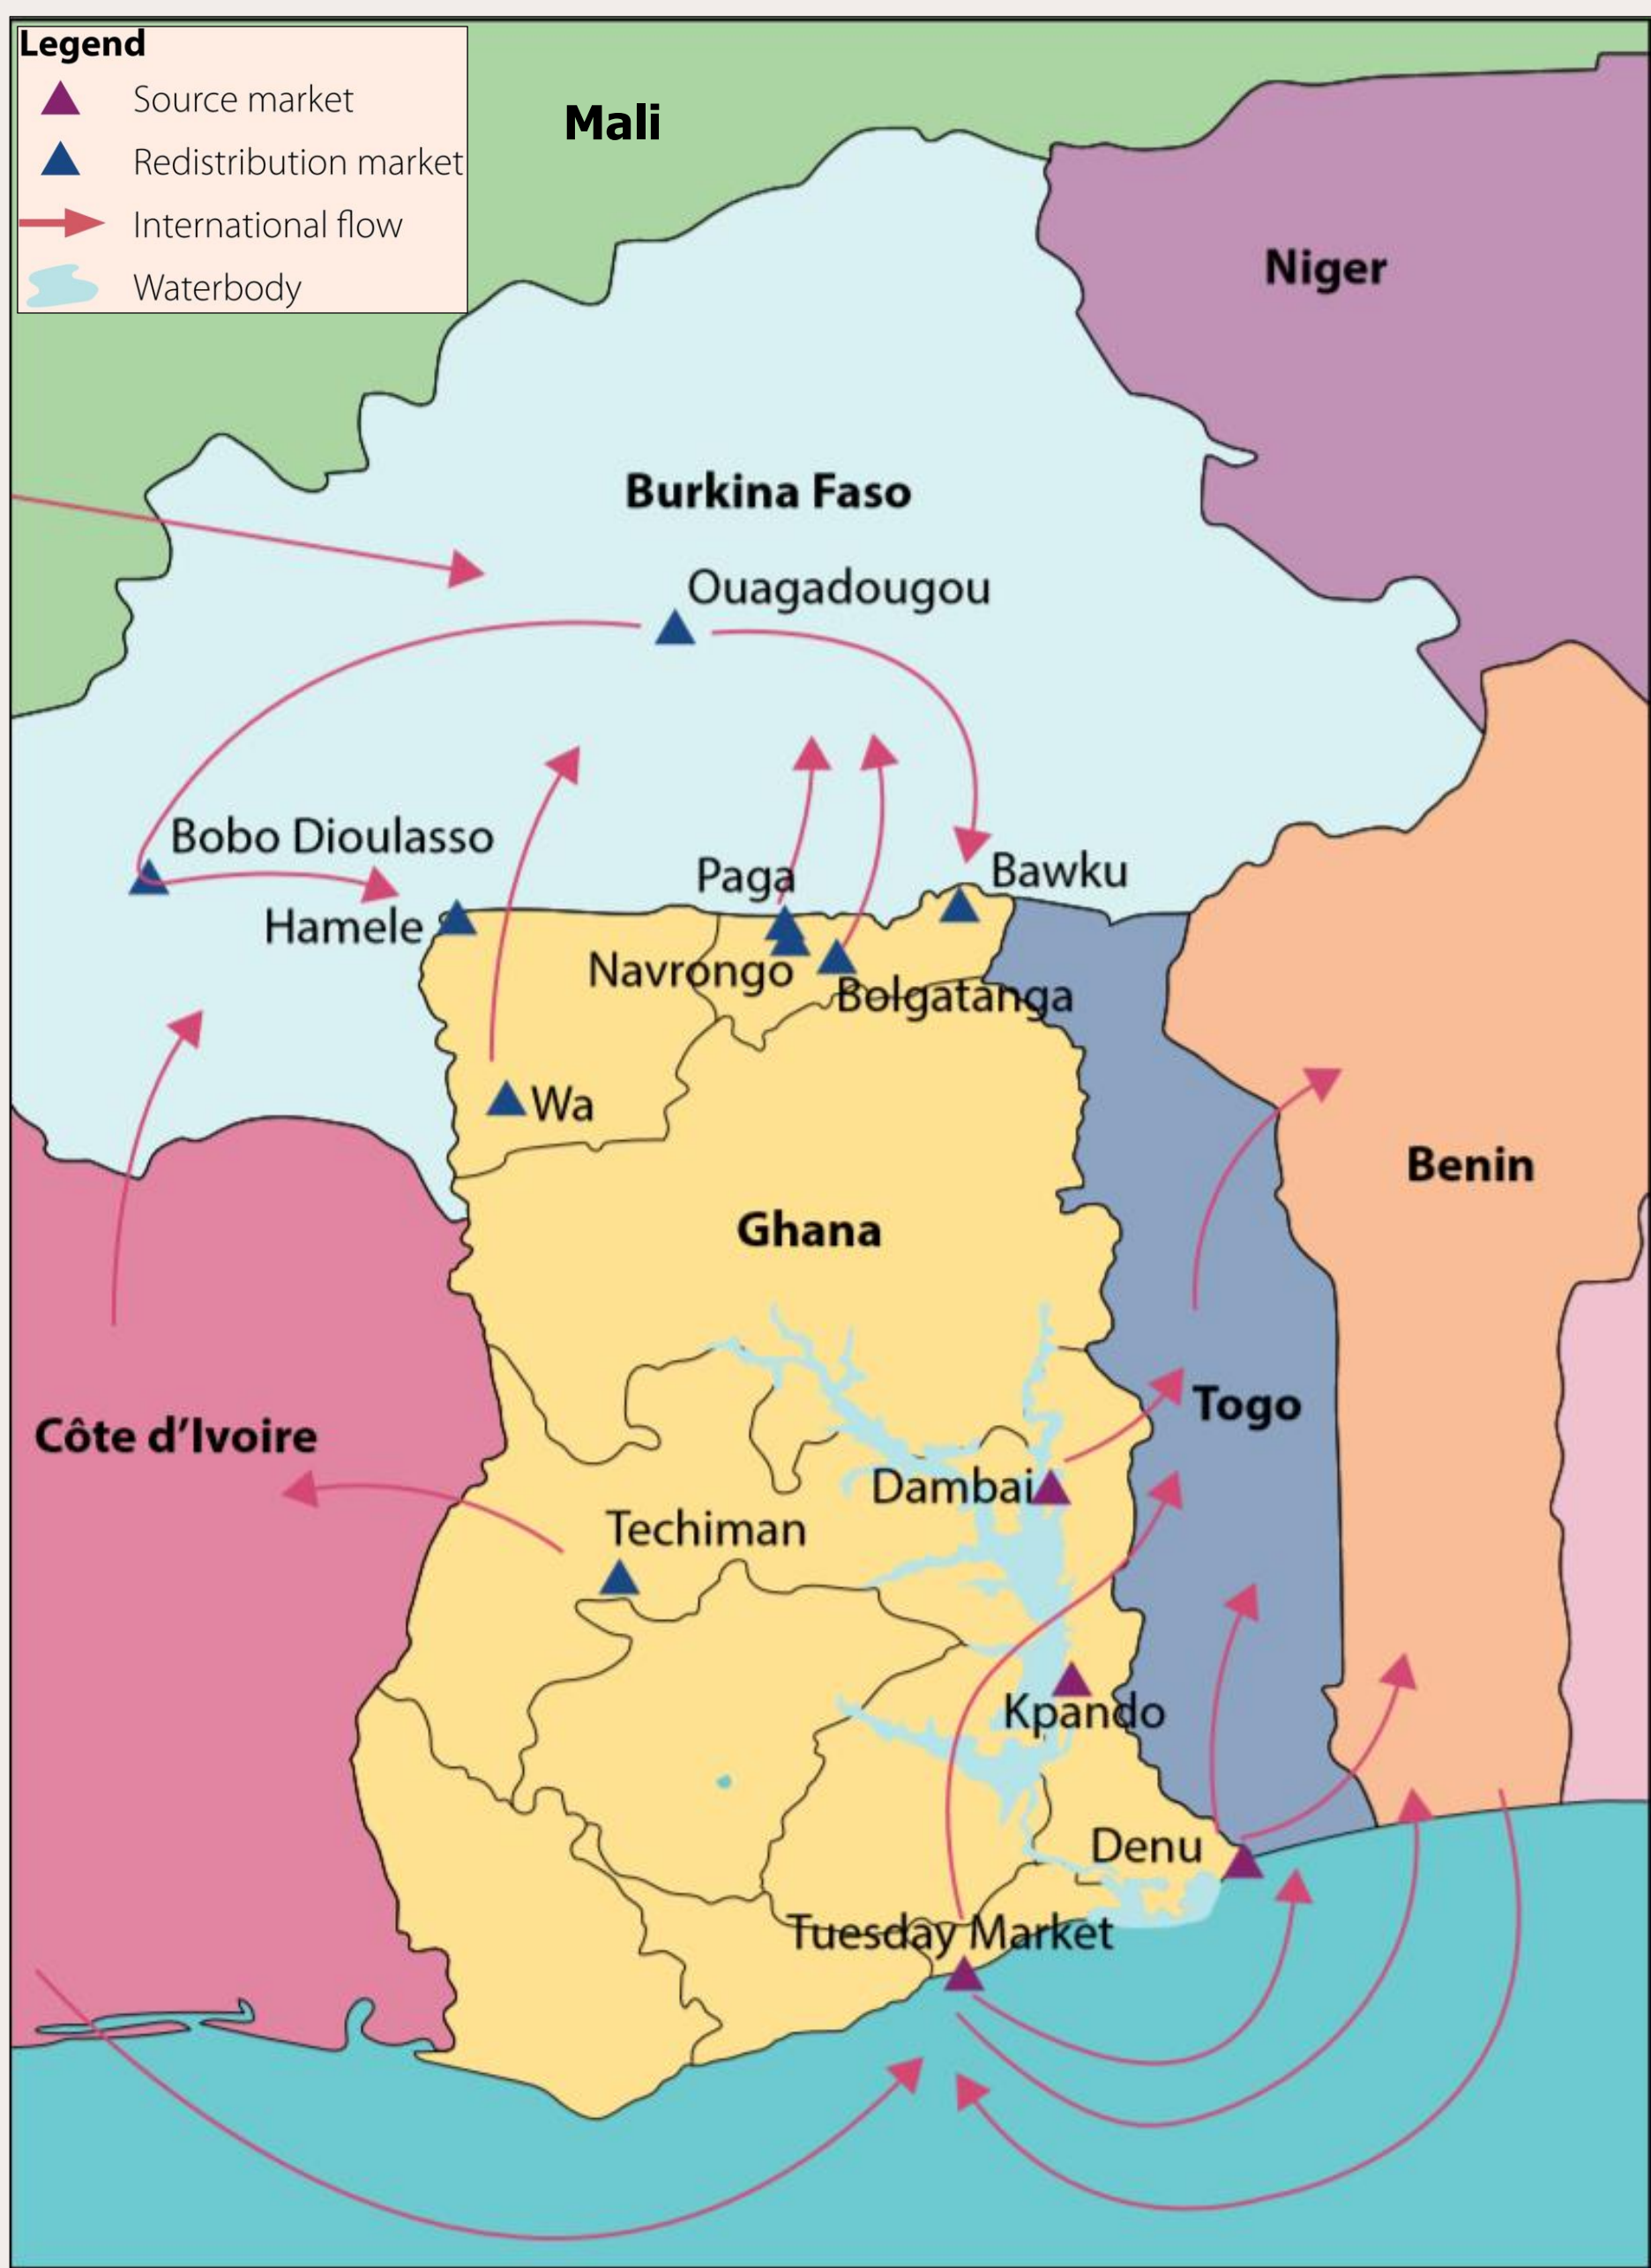 Legend
Source market
Redistribution market
International flow
Waterbody
Mali
Niger
Burkina Faso
Ouagadougou
Bobo Dioulasso
Hamele
Paga
Bawku
Navrongo
Bolgatanga
Wa
Benin
Ghana
Togo
Côte d’Ivoire
Dambai
Techiman
Kpando
Denu
Tuesday Market